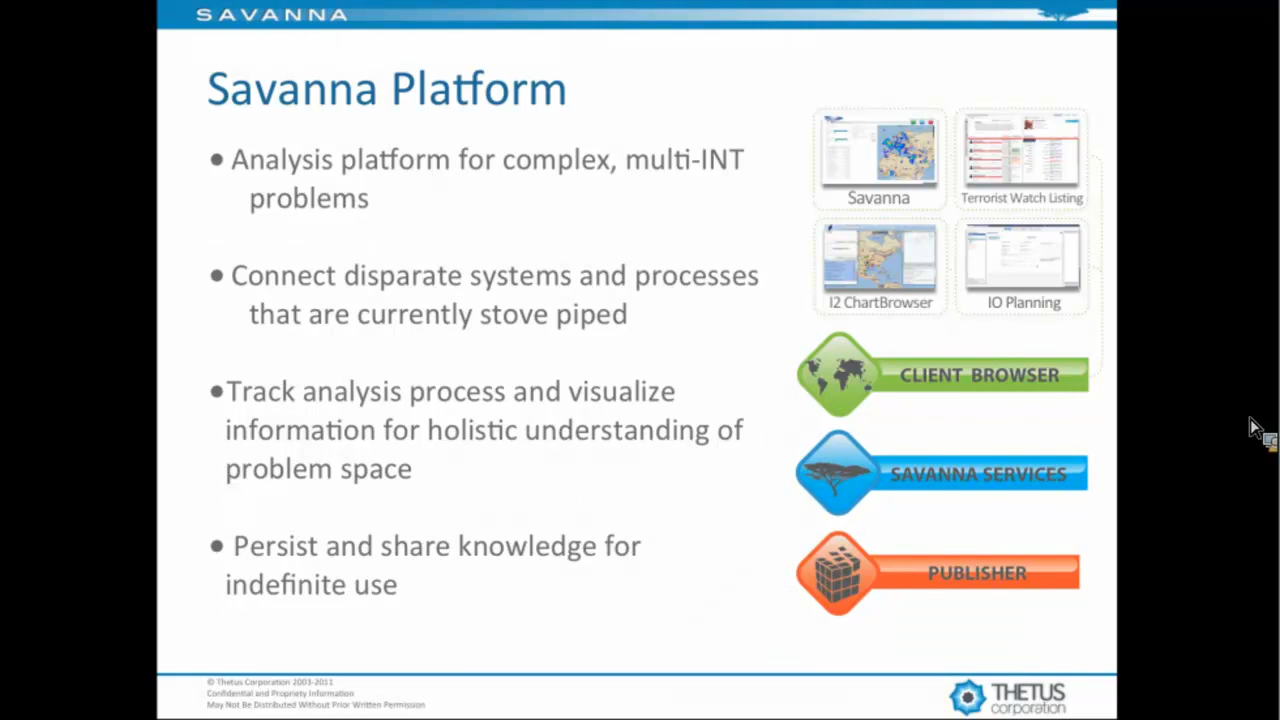 SAVANNA
Savanna Platform
• Analysis platform for complex, multi-INT
problems
• Connect disparate systems and processes
that are currently stove piped
•Track analysis process and visualize
information for holistic understanding of
problem space
• Persist and share knowledge for
indefinite use
Savanna
Terrorist Watch Listing
I2 ChartBrowser
IO Planning
CLIENT BROWSER
SAVANNA SERVICES
PUBLISHER
© Thetus Corporation 2003-2011
Confidential and Propriety Information
May Not Be Distributed Without Prior Written Permission
THETUS
corporation